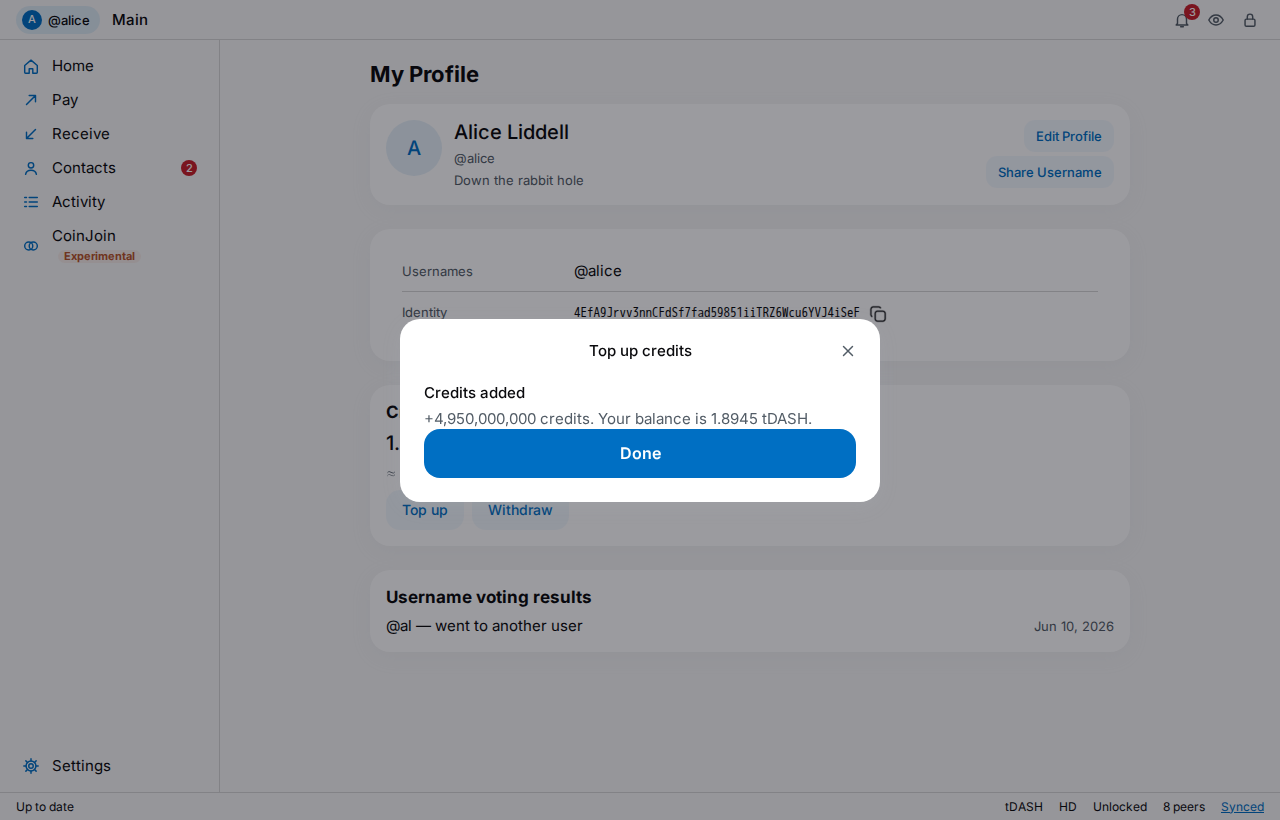 A @alice Main 3
Home
Pay
Receive
Contacts 2
Activity
CoinJoin
Experimental
Settings
My Profile
A
Alice Liddell
@alice
Down the rabbit hole
Edit Profile
Share Username
Usernames @alice
Identity 4EfA9Jrvv3nnCFdSf7fad59851iiTRZ6Wcu6YVJ4iSeF
Top up credits
Credits added
+4,950,000,000 credits. Your balance is 1.8945 tDASH.
Done
C
1.
≈
Top up Withdraw
Username voting results
@al — went to another user Jun 10, 2026
Up to date tDASH HD Unlocked 8 peers Synced